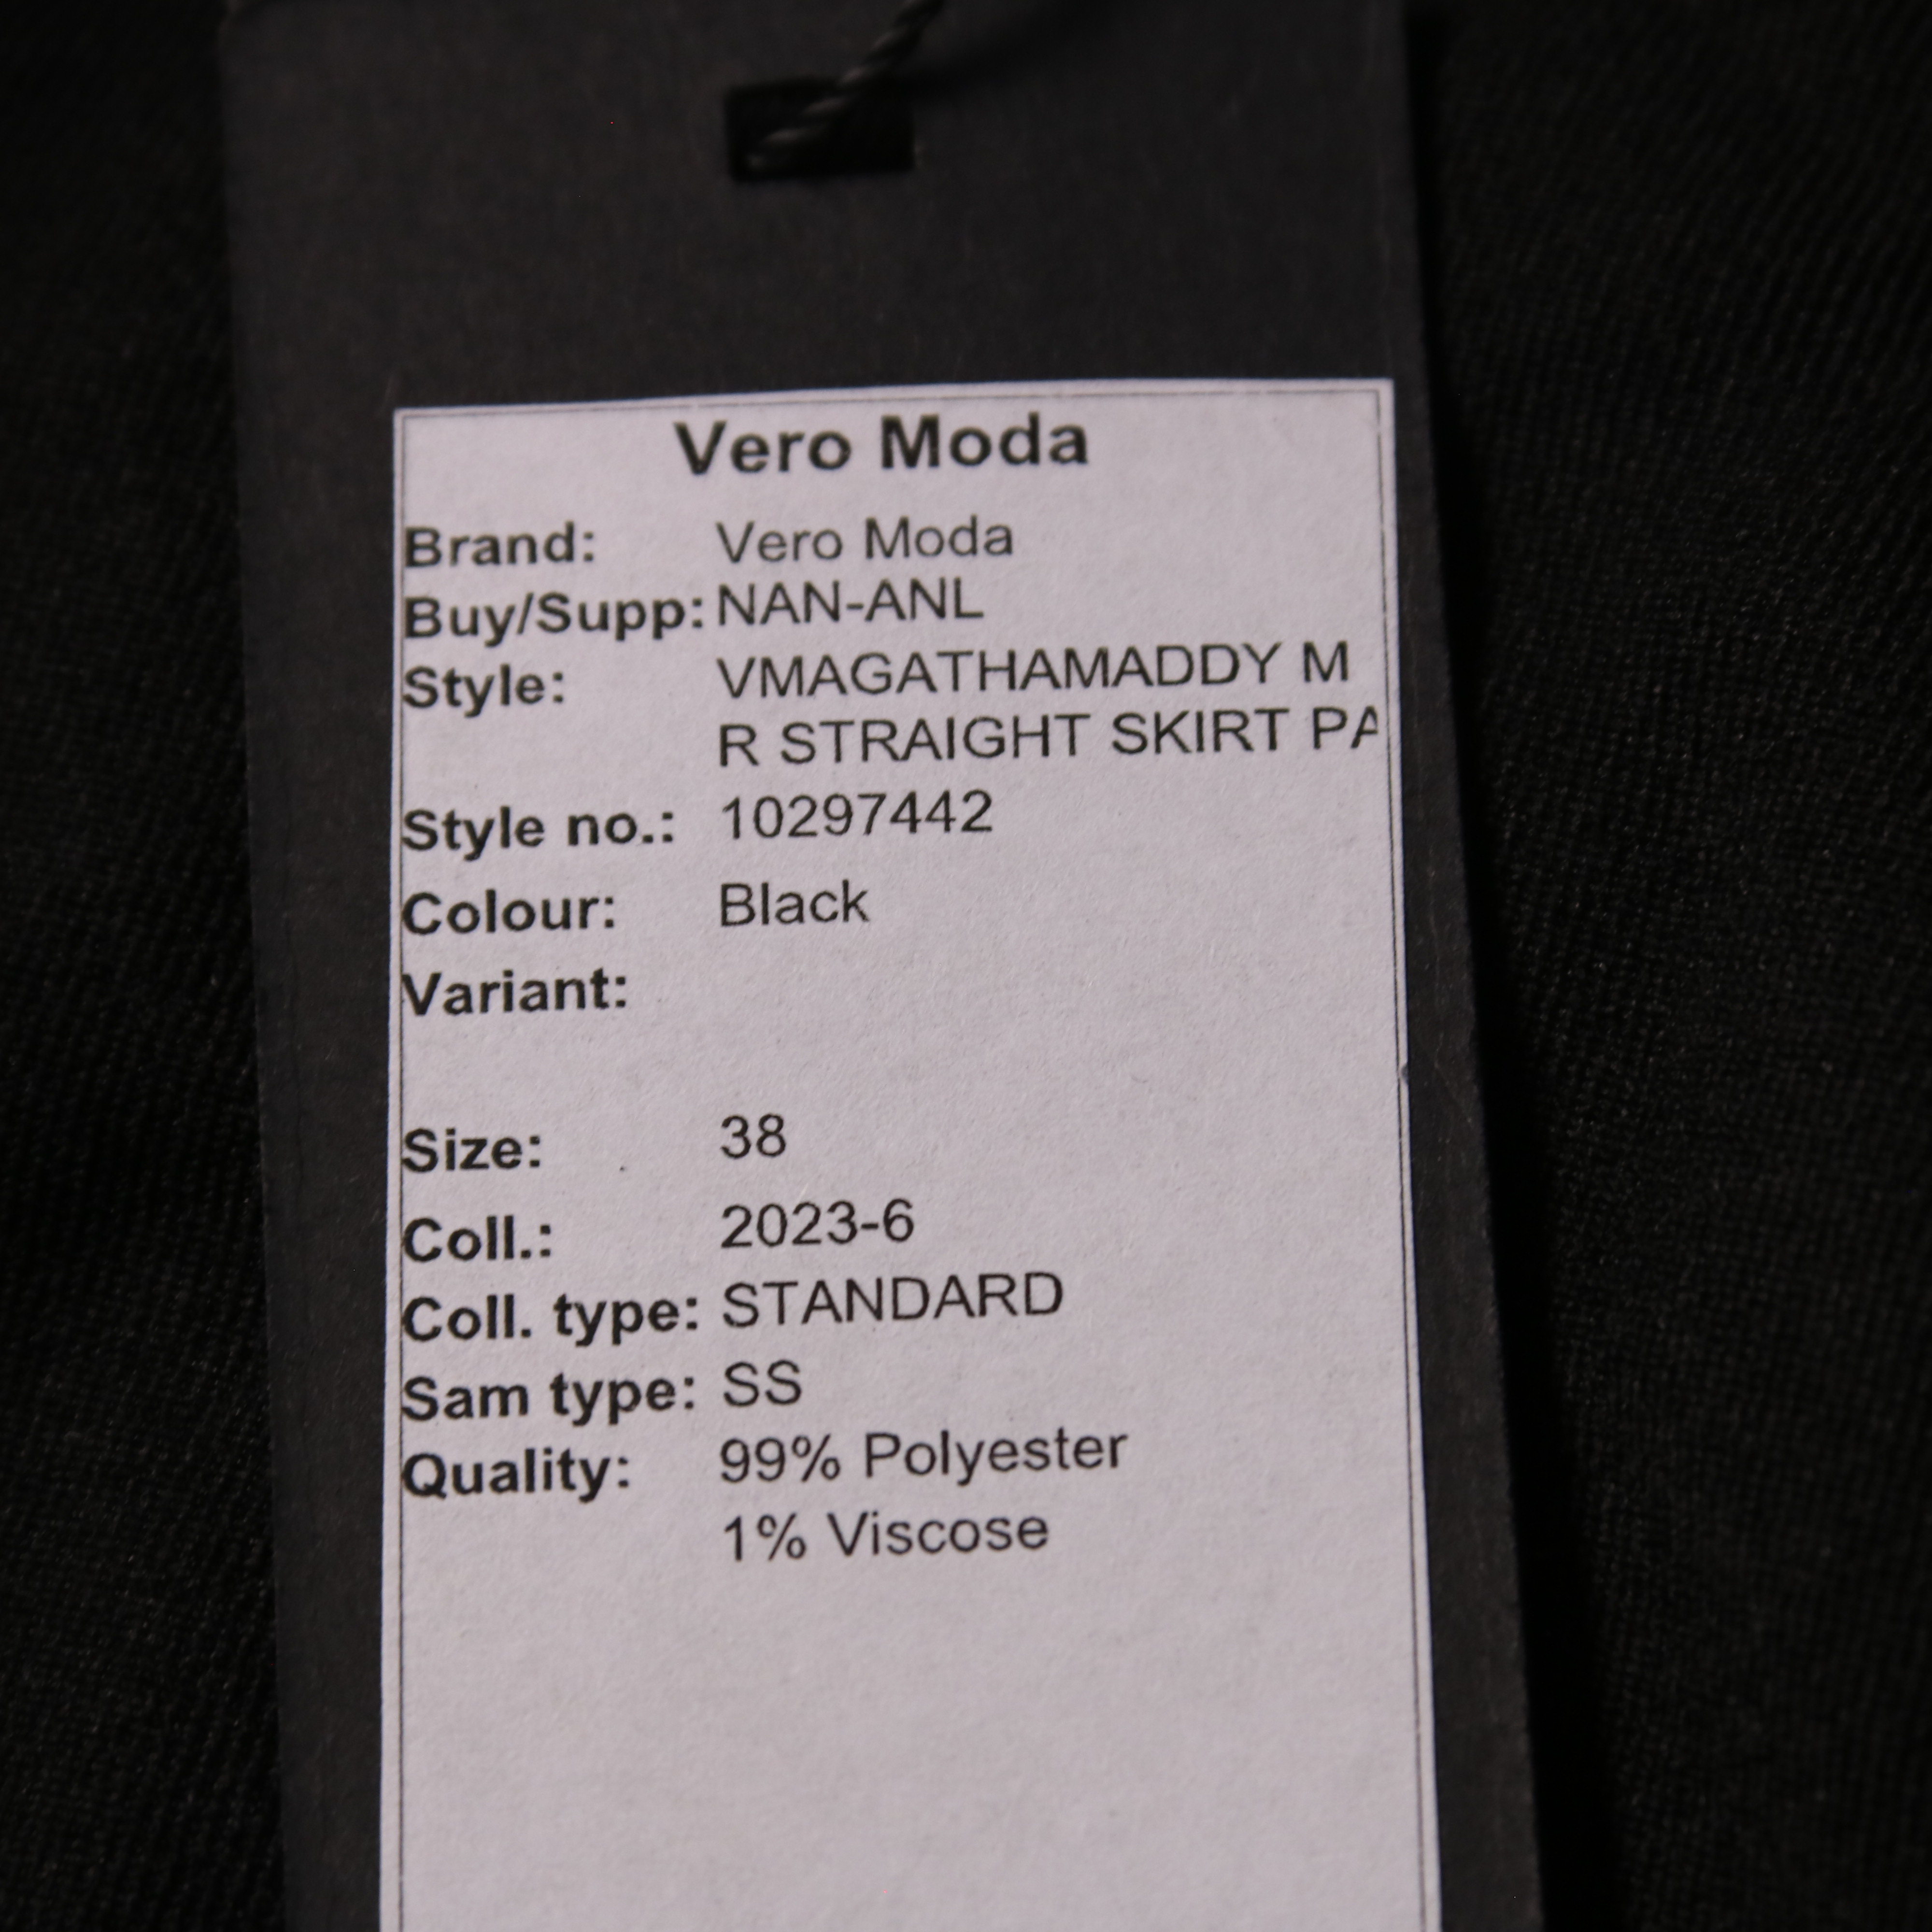 Vero Moda
Brand: Vero Moda
Buy/Supp: NAN-ANL
Style: VMAGATHAMADDY M
R STRAIGHT SKIRT PA
Style no.: 10297442
Colour: Black
Variant:
Size: 38
Coll.: 2023-6
Coll. type: STANDARD
Sam type: SS
Quality: 99% Polyester
1% Viscose